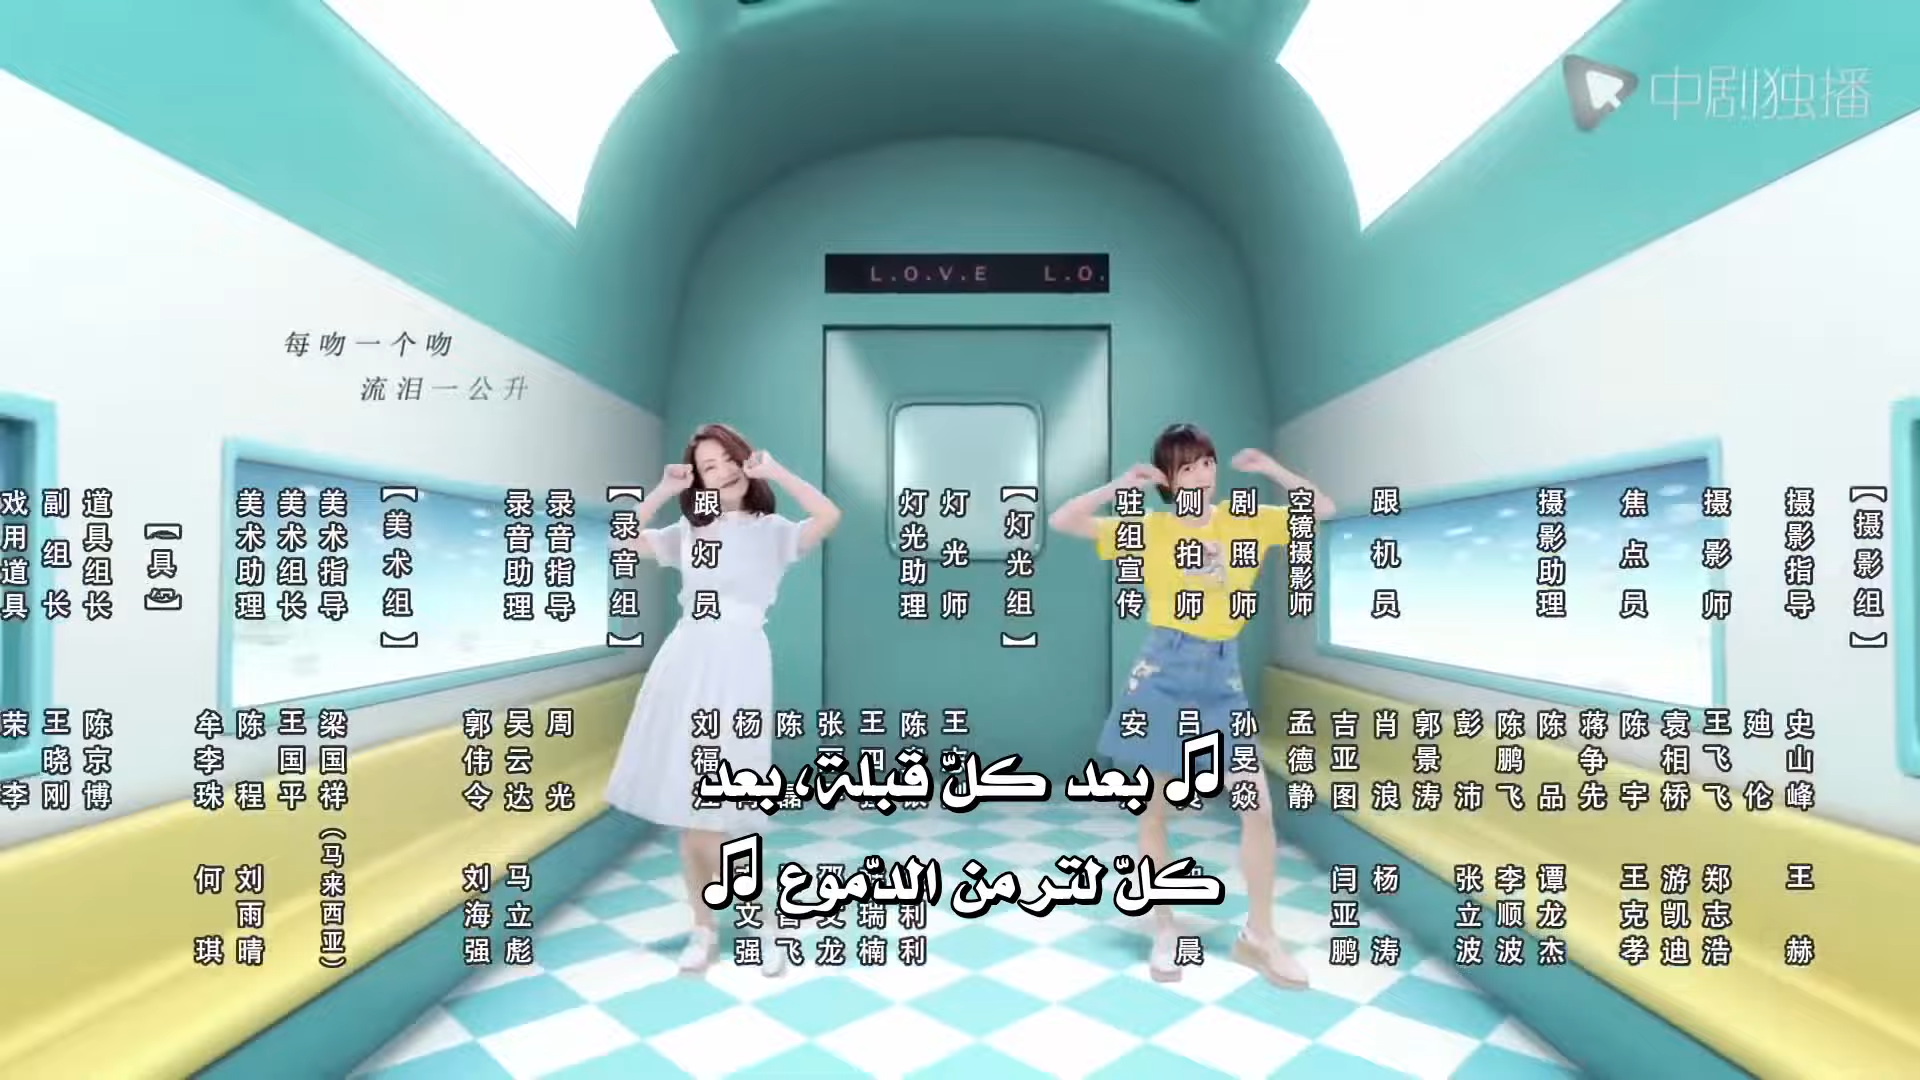 中剧独播
L.O.V.E L.O.
每吻一个吻
流泪一公升
【摄影组】
摄影指导 史山峰 王赫
迪伦
摄影师 王飞飞 郑志浩
袁相桥 游凯迪
焦点员 陈宇 王克孝
蒋争先
摄影助理 陈品 谭龙杰
陈鹏飞 李顺波
彭沛 张立波
郭景涛
跟机员 肖浪 杨涛
吉亚图 闫亚鹏
空镜摄影师 孟德静
剧照师 孙旻焱
侧拍师
驻组宣传 安
【灯光组】
灯光师
灯光助理
跟灯员
【录音组】
录音指导 周光
录音助理 吴云达 马立彪
郭伟令 刘海强
【美术组】
美术指导 梁国祥（马来西亚）
美术组长 王国平
美术助理 陈程 刘雨晴
牟李珠 何琪
道具组长 陈京博
副组长 王晓刚
戏用道具 荣李
♫ بعد كلّ قبلة، بعد
كلّ لتر من الدّموع ♫